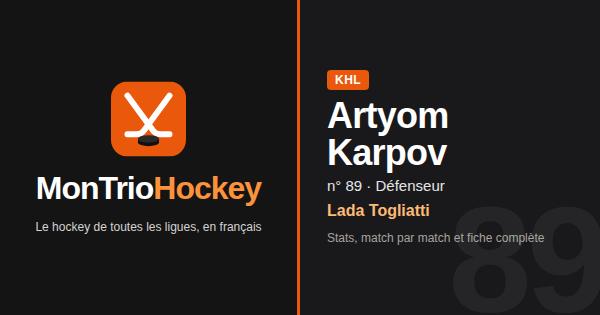 MonTrioHockey
Le hockey de toutes les ligues, en français
KHL
Artyom
Karpov
n° 89 · Défenseur
Lada Togliatti
Stats, match par match et fiche complète
89